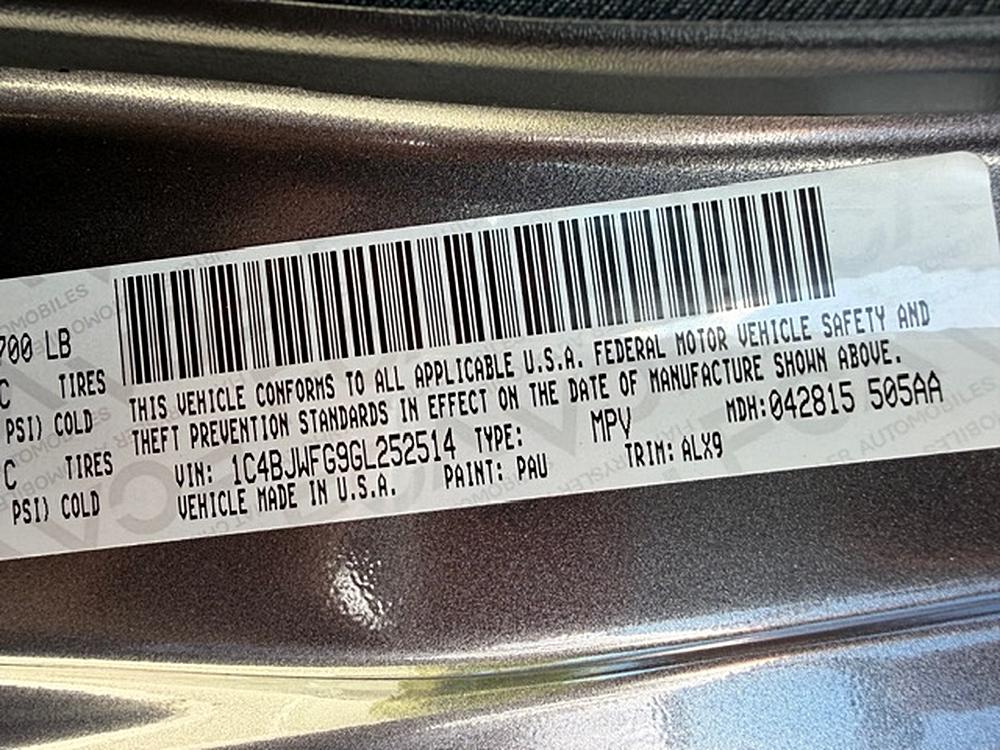 700 LB
C TIRES
PSI) COLD
C TIRES
PSI) COLD
THIS VEHICLE CONFORMS TO ALL APPLICABLE U.S.A. FEDERAL MOTOR VEHICLE SAFETY AND
THEFT PREVENTION STANDARDS IN EFFECT ON THE DATE OF MANUFACTURE SHOWN ABOVE.
VIN: 1C4BJWFG9GL252514 TYPE: MPV MDH:042815 505AA
VEHICLE MADE IN U.S.A. PAINT: PAU TRIM: ALX9